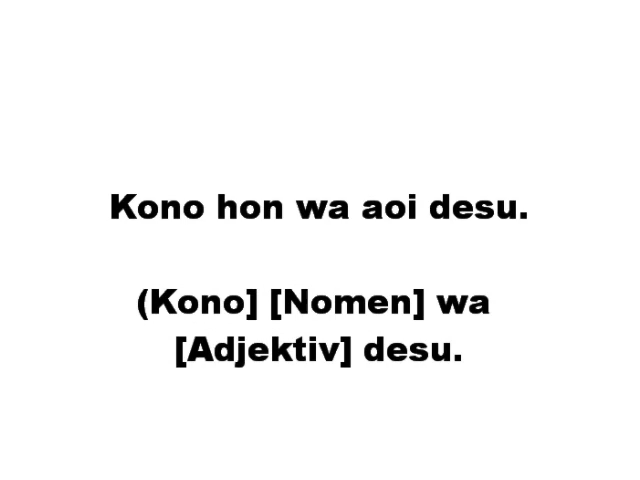 Kono hon wa aoi desu.
(Kono] [Nomen] wa
[Adjektiv] desu.